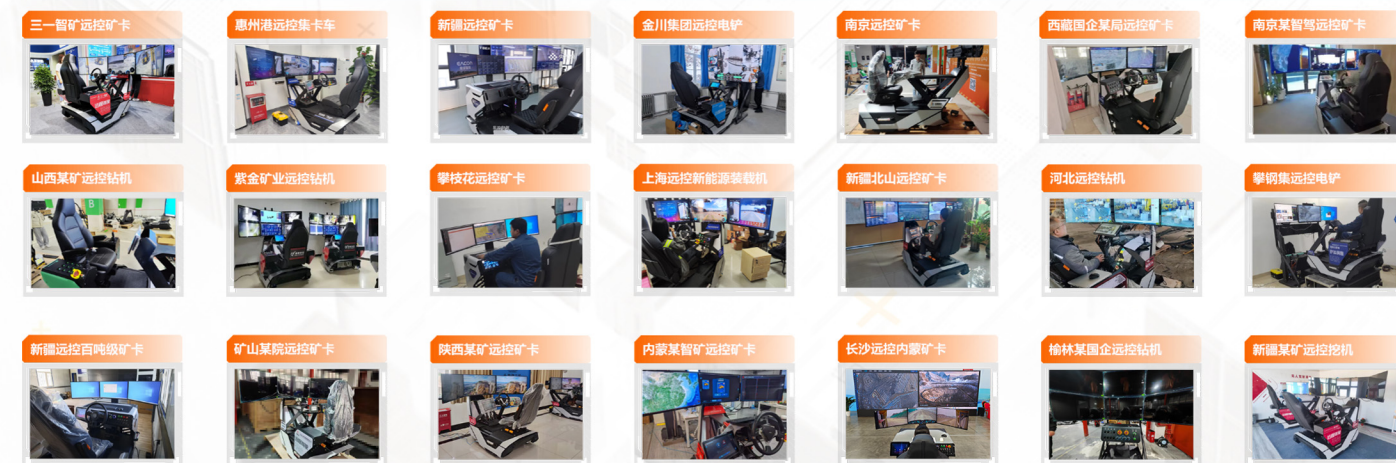 三一智矿远控矿卡
惠州港远控集卡车
新疆远控矿卡
金川集团远控电铲
南京远控矿卡
西藏国企某局远控矿卡
南京某智驾远控矿卡
山西某矿远控钻机
紫金矿业远控钻机
攀枝花远控矿卡
上海远控新能源装载机
新疆北山远控矿卡
河北远控钻机
攀钢集远控电铲
新疆远控百吨级矿卡
矿山某院远控矿卡
陕西某矿远控矿卡
内蒙某智矿远控矿卡
长沙远控内蒙矿卡
榆林某国企远控钻机
新疆某矿远控挖机